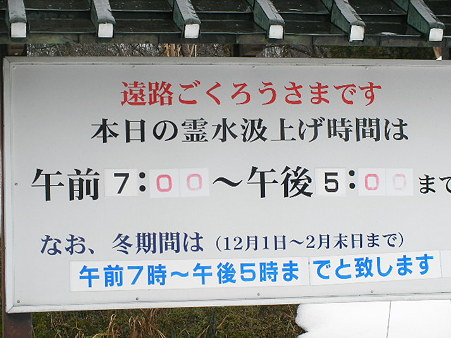 遠路ごくろうさまです
本日の霊水汲上げ時間は
午前7:00～午後5:00まで
なお、冬期間は（12月1日～2月末日まで）
午前7時～午後5時までと致します